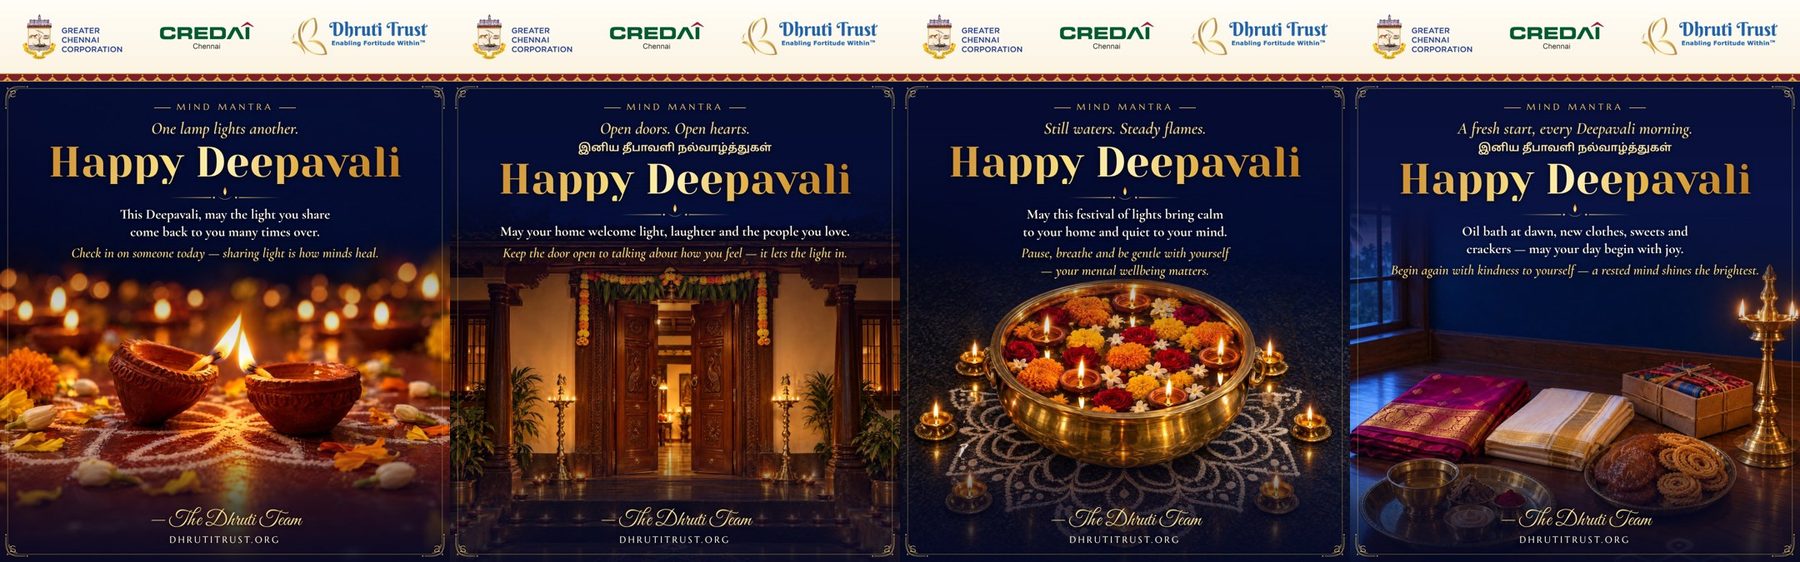 GREATER
CHENNAI
CORPORATION
CREDAI
Chennai
Dhruti Trust
Enabling Fortitude Within™
MIND MANTRA
One lamp lights another.
Happy Deepavali
This Deepavali, may the light you share
come back to you many times over.
Check in on someone today — sharing light is how minds heal.
— The Dhruti Team
DHRUTITRUST.ORG
GREATER
CHENNAI
CORPORATION
CREDAI
Chennai
Dhruti Trust
Enabling Fortitude Within™
MIND MANTRA
Open doors. Open hearts.
இனிய தீபாவளி நல்வாழ்த்துகள்
Happy Deepavali
May your home welcome light, laughter and the people you love.
Keep the door open to talking about how you feel — it lets the light in.
— The Dhruti Team
DHRUTITRUST.ORG
GREATER
CHENNAI
CORPORATION
CREDAI
Chennai
Dhruti Trust
Enabling Fortitude Within™
MIND MANTRA
Still waters. Steady flames.
Happy Deepavali
May this festival of lights bring calm
to your home and quiet to your mind.
Pause, breathe and be gentle with yourself
— your mental wellbeing matters.
— The Dhruti Team
DHRUTITRUST.ORG
GREATER
CHENNAI
CORPORATION
CREDAI
Chennai
Dhruti Trust
Enabling Fortitude Within™
MIND MANTRA
A fresh start, every Deepavali morning.
இனிய தீபாவளி நல்வாழ்த்துகள்
Happy Deepavali
Oil bath at dawn, new clothes, sweets and
crackers — may your day begin with joy.
Begin again with kindness to yourself — a rested mind shines the brightest.
— The Dhruti Team
DHRUTITRUST.ORG